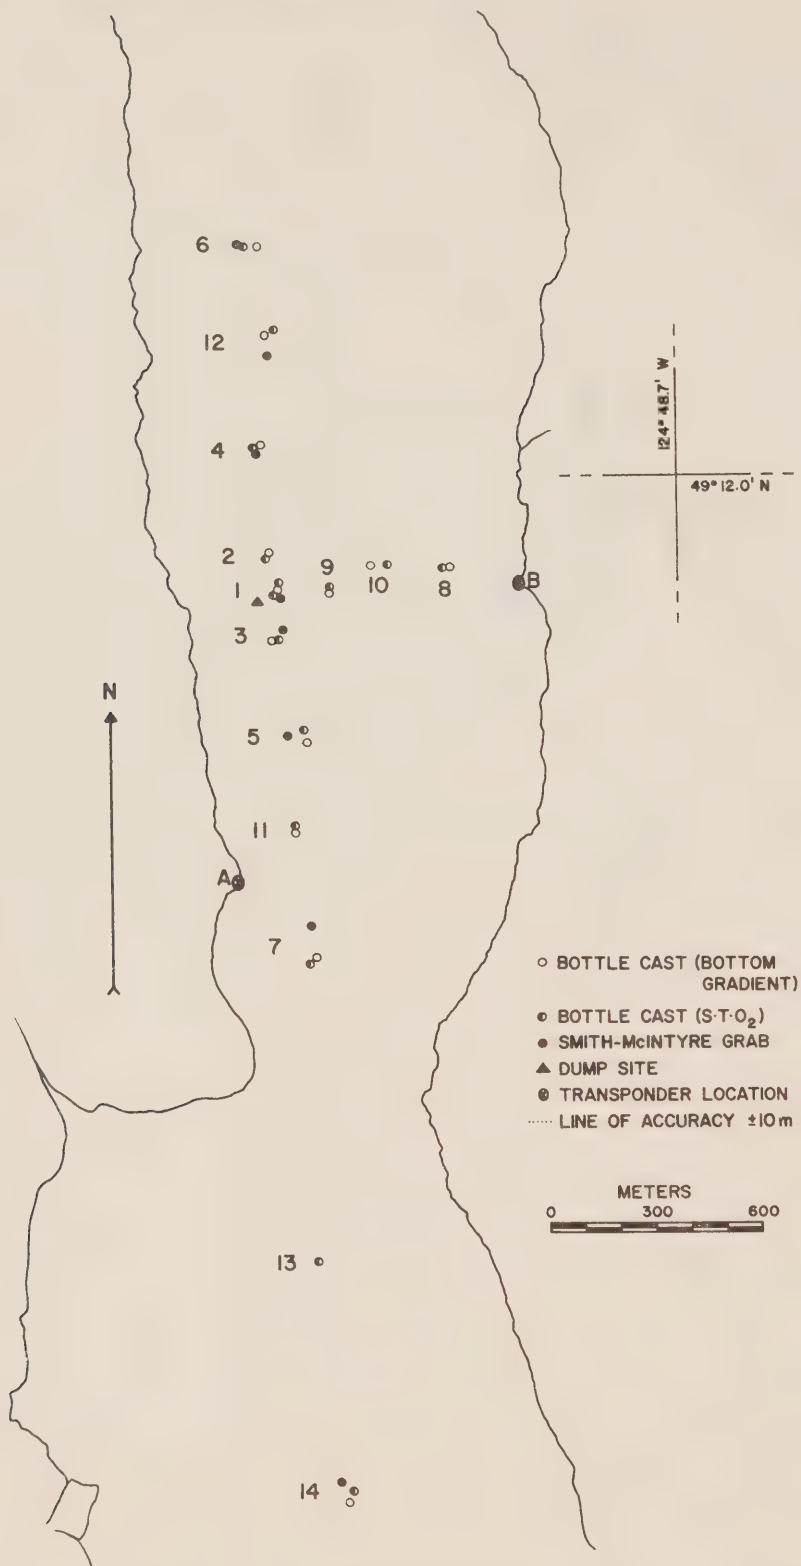 6
12
4
124° 48.7' W
49° 12.0' N
2
9
10
8
B
1
3
N
5
11
A
7
BOTTLE CAST (BOTTOM
GRADIENT)
BOTTLE CAST (S·T·O₂)
SMITH-McINTYRE GRAB
DUMP SITE
TRANSPONDER LOCATION
LINE OF ACCURACY ±10m
METERS
0 300 600
13
14